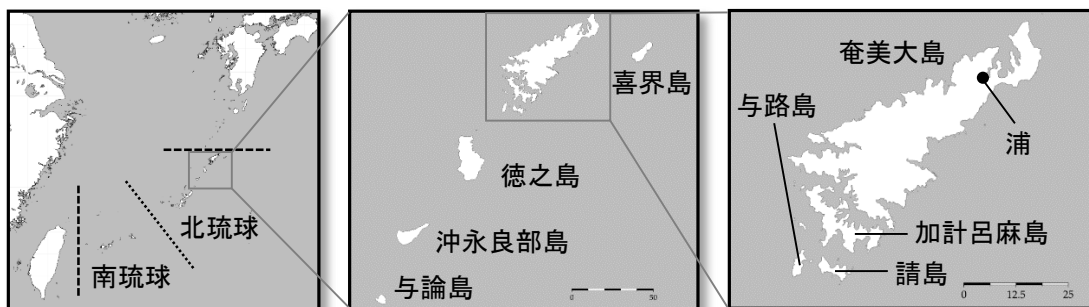 北琉球
南琉球
喜界島
徳之島
沖永良部島
与論島
0 50
奄美大島
与路島
浦
加計呂麻島
請島
0 12.5 25